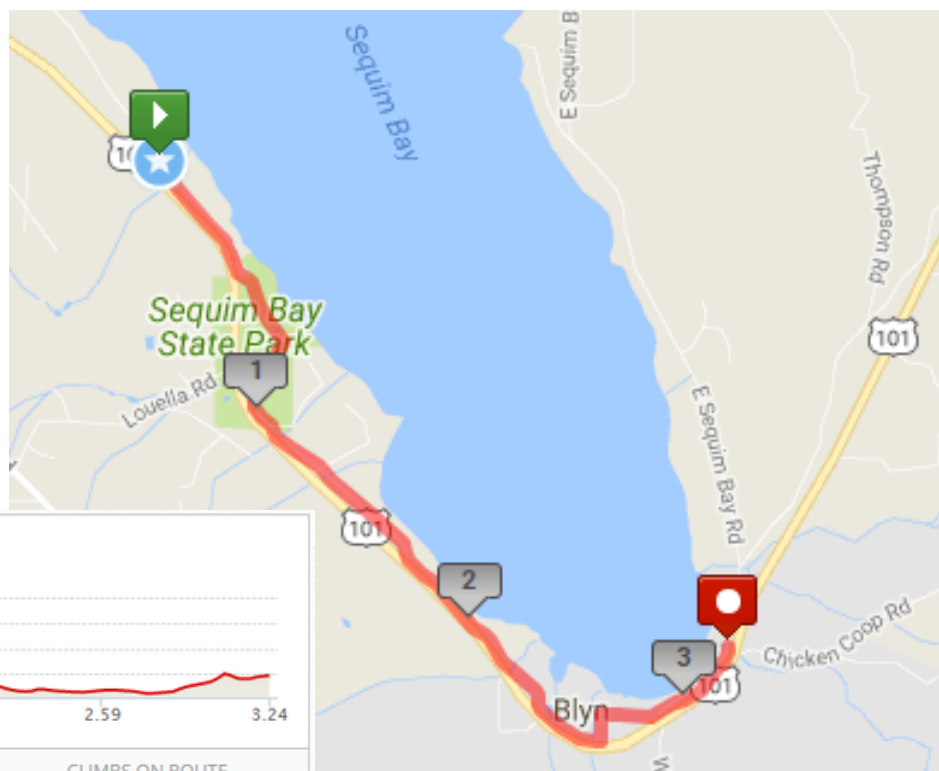 E Sequim B
Sequim Bay
10
Thompson Rd
Sequim Bay
State Park
101
1
Louella Rd
E Sequim Bay Rd
101
2
Chicken Coop Rd
3
101
Blyn
W
2.59 3.24
CLIMBS ON ROUTE